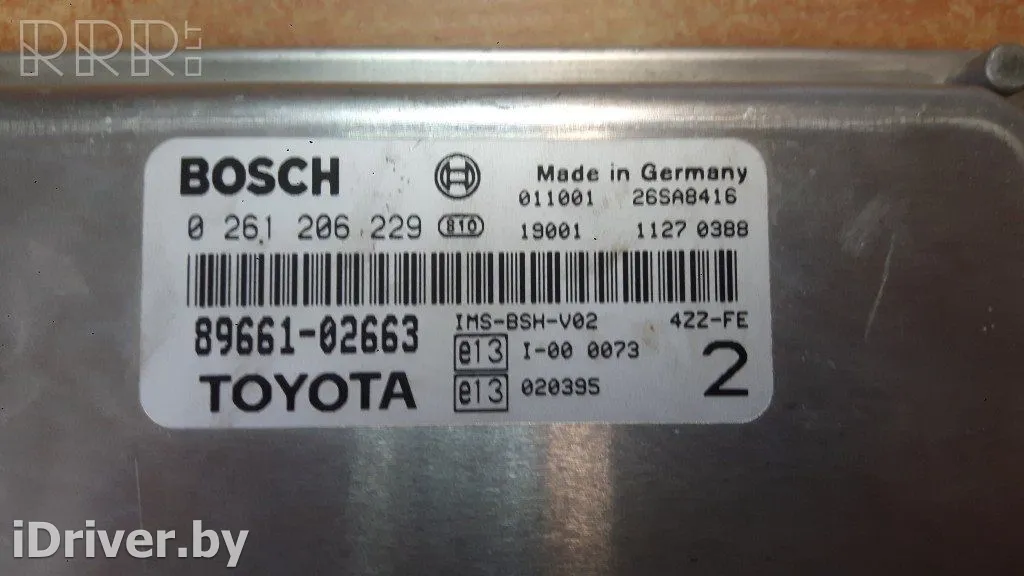 RRR.LT
BOSCH
Made in Germany
011001 26SA8416
0 261 206 229 810
19001 1127 0388
89661-02663
IMS-BSH-V02 4ZZ-FE
e13 I-00 0073
TOYOTA
e13 020395
2
iDriver.by